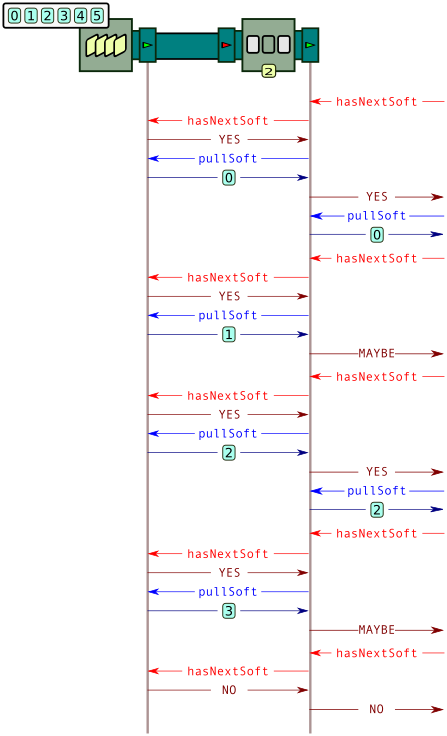 0 1 2 3 4 5
2
hasNextSoft
hasNextSoft
YES
pullSoft
0
YES
pullSoft
0
hasNextSoft
hasNextSoft
YES
pullSoft
1
MAYBE
hasNextSoft
hasNextSoft
YES
pullSoft
2
YES
pullSoft
2
hasNextSoft
hasNextSoft
YES
pullSoft
3
MAYBE
hasNextSoft
hasNextSoft
NO
NO